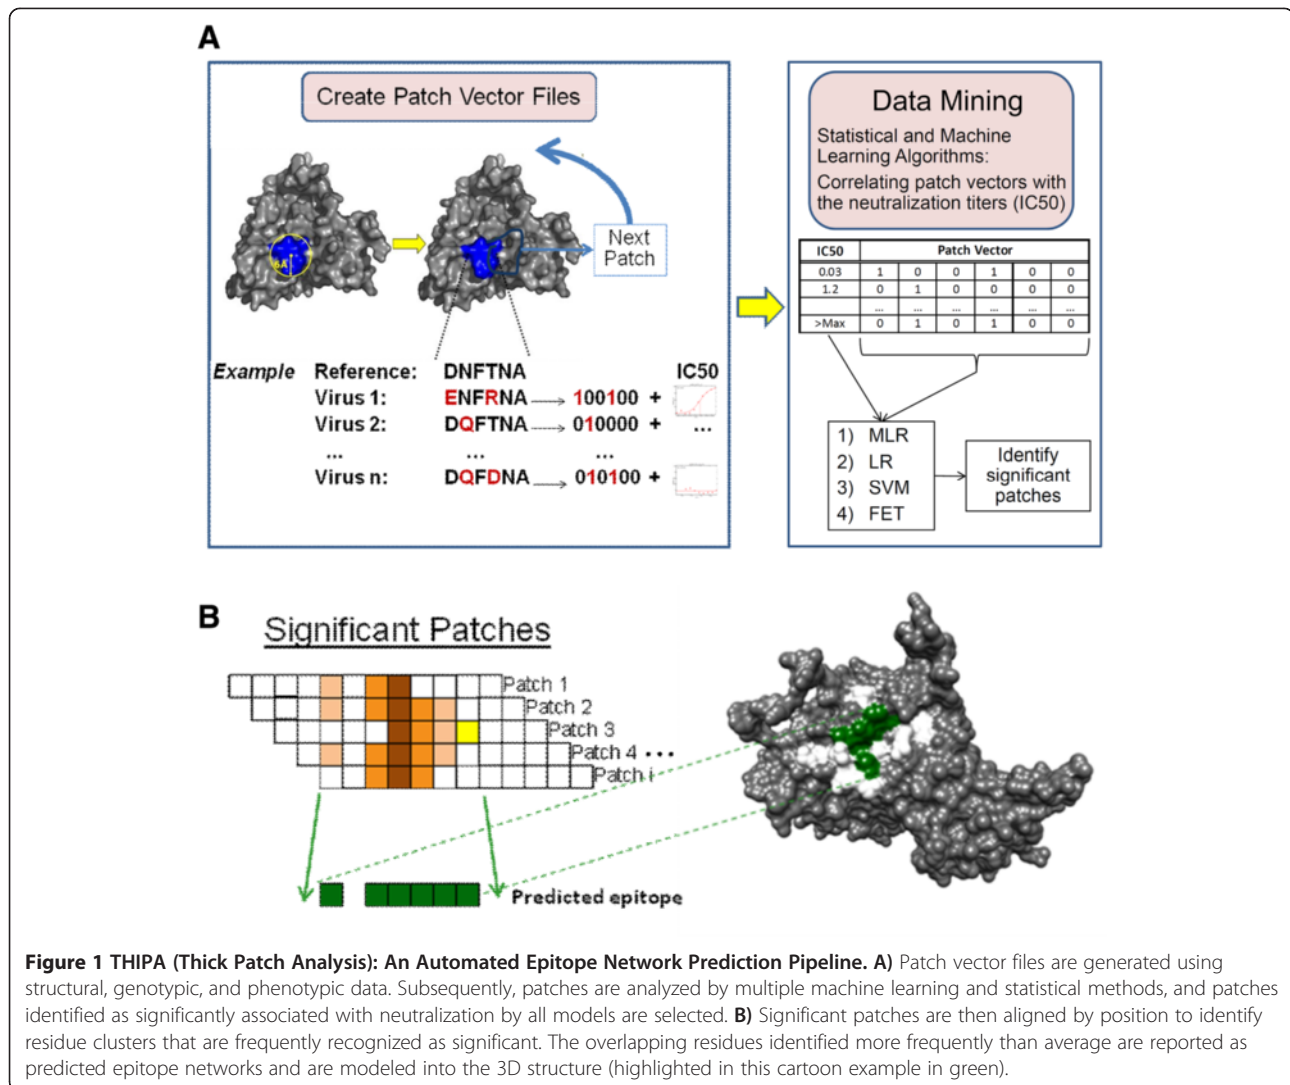 A
Create Patch Vector Files
6A
Next
Patch
Example Reference: DNFTNA IC50
Virus 1: ENFRNA 100100 +
Virus 2: DQFTNA 010000 + ...
... ... ...
Virus n: DQFDNA 010100 +
Data Mining
Statistical and Machine
Learning Algorithms:
Correlating patch vectors with
the neutralization titers (IC50)
IC50 Patch Vector
0.03 1 0 0 1 0 0
1.2 0 1 0 0 0 0
... ... ... ...
>Max 0 1 0 1 0 0
1) MLR
2) LR
3) SVM
4) FET
Identify
significant
patches
B
Significant Patches
Patch 1
Patch 2
Patch 3
Patch 4 ...
Patch i
Predicted epitope
Figure 1 THIPA (Thick Patch Analysis): An Automated Epitope Network Prediction Pipeline. A) Patch vector files are generated using
structural, genotypic, and phenotypic data. Subsequently, patches are analyzed by multiple machine learning and statistical methods, and patches
identified as significantly associated with neutralization by all models are selected. B) Significant patches are then aligned by position to identify
residue clusters that are frequently recognized as significant. The overlapping residues identified more frequently than average are reported as
predicted epitope networks and are modeled into the 3D structure (highlighted in this cartoon example in green).